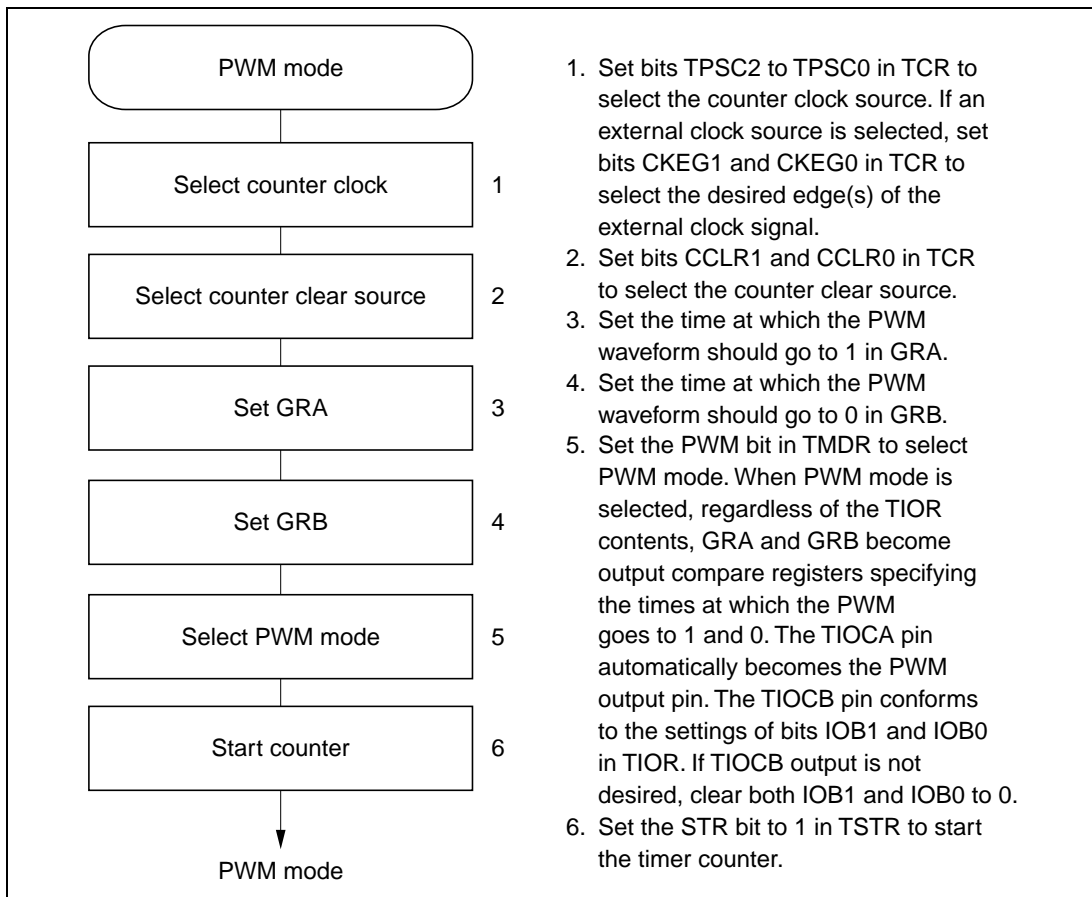 PWM mode
Select counter clock 1
Select counter clear source 2
Set GRA 3
Set GRB 4
Select PWM mode 5
Start counter 6
PWM mode
1. Set bits TPSC2 to TPSC0 in TCR to
select the counter clock source. If an
external clock source is selected, set
bits CKEG1 and CKEG0 in TCR to
select the desired edge(s) of the
external clock signal.
2. Set bits CCLR1 and CCLR0 in TCR
to select the counter clear source.
3. Set the time at which the PWM
waveform should go to 1 in GRA.
4. Set the time at which the PWM
waveform should go to 0 in GRB.
5. Set the PWM bit in TMDR to select
PWM mode. When PWM mode is
selected, regardless of the TIOR
contents, GRA and GRB become
output compare registers specifying
the times at which the PWM
goes to 1 and 0. The TIOCA pin
automatically becomes the PWM
output pin. The TIOCB pin conforms
to the settings of bits IOB1 and IOB0
in TIOR. If TIOCB output is not
desired, clear both IOB1 and IOB0 to 0.
6. Set the STR bit to 1 in TSTR to start
the timer counter.